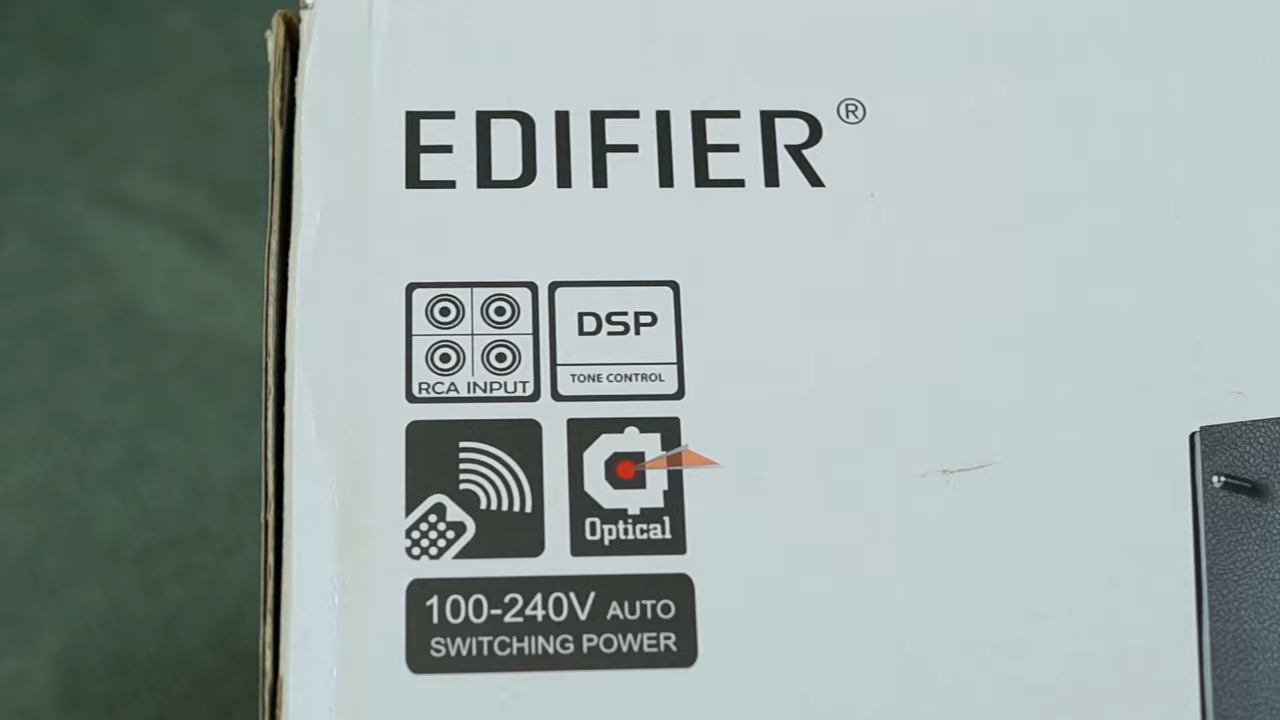 EDIFIER®
RCA INPUT
DSP
TONE CONTROL
Optical
100-240V AUTO
SWITCHING POWER